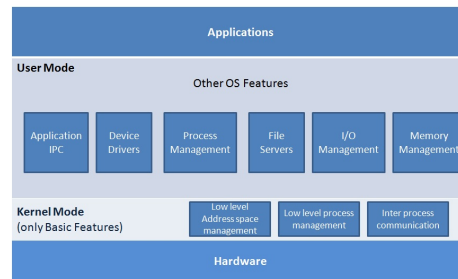 Applications
User Mode
Other OS Features
Application
IPC
Device
Drivers
Process
Management
File
Servers
I/O
Management
Memory
Management
Kernel Mode
(only Basic Features)
Low level
Address space
management
Low level process
management
Inter process
communication
Hardware